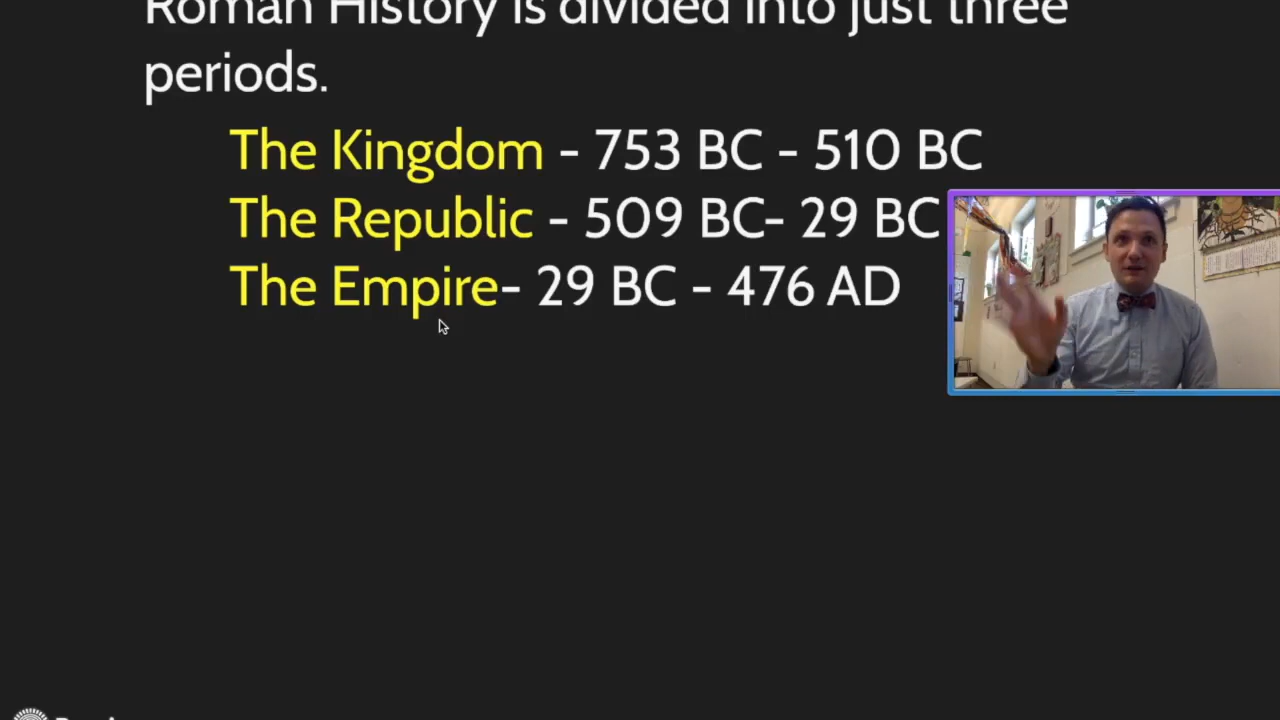 Roman History is divided into just three
periods.
The Kingdom - 753 BC - 510 BC
The Republic - 509 BC- 29 BC
The Empire- 29 BC - 476 AD